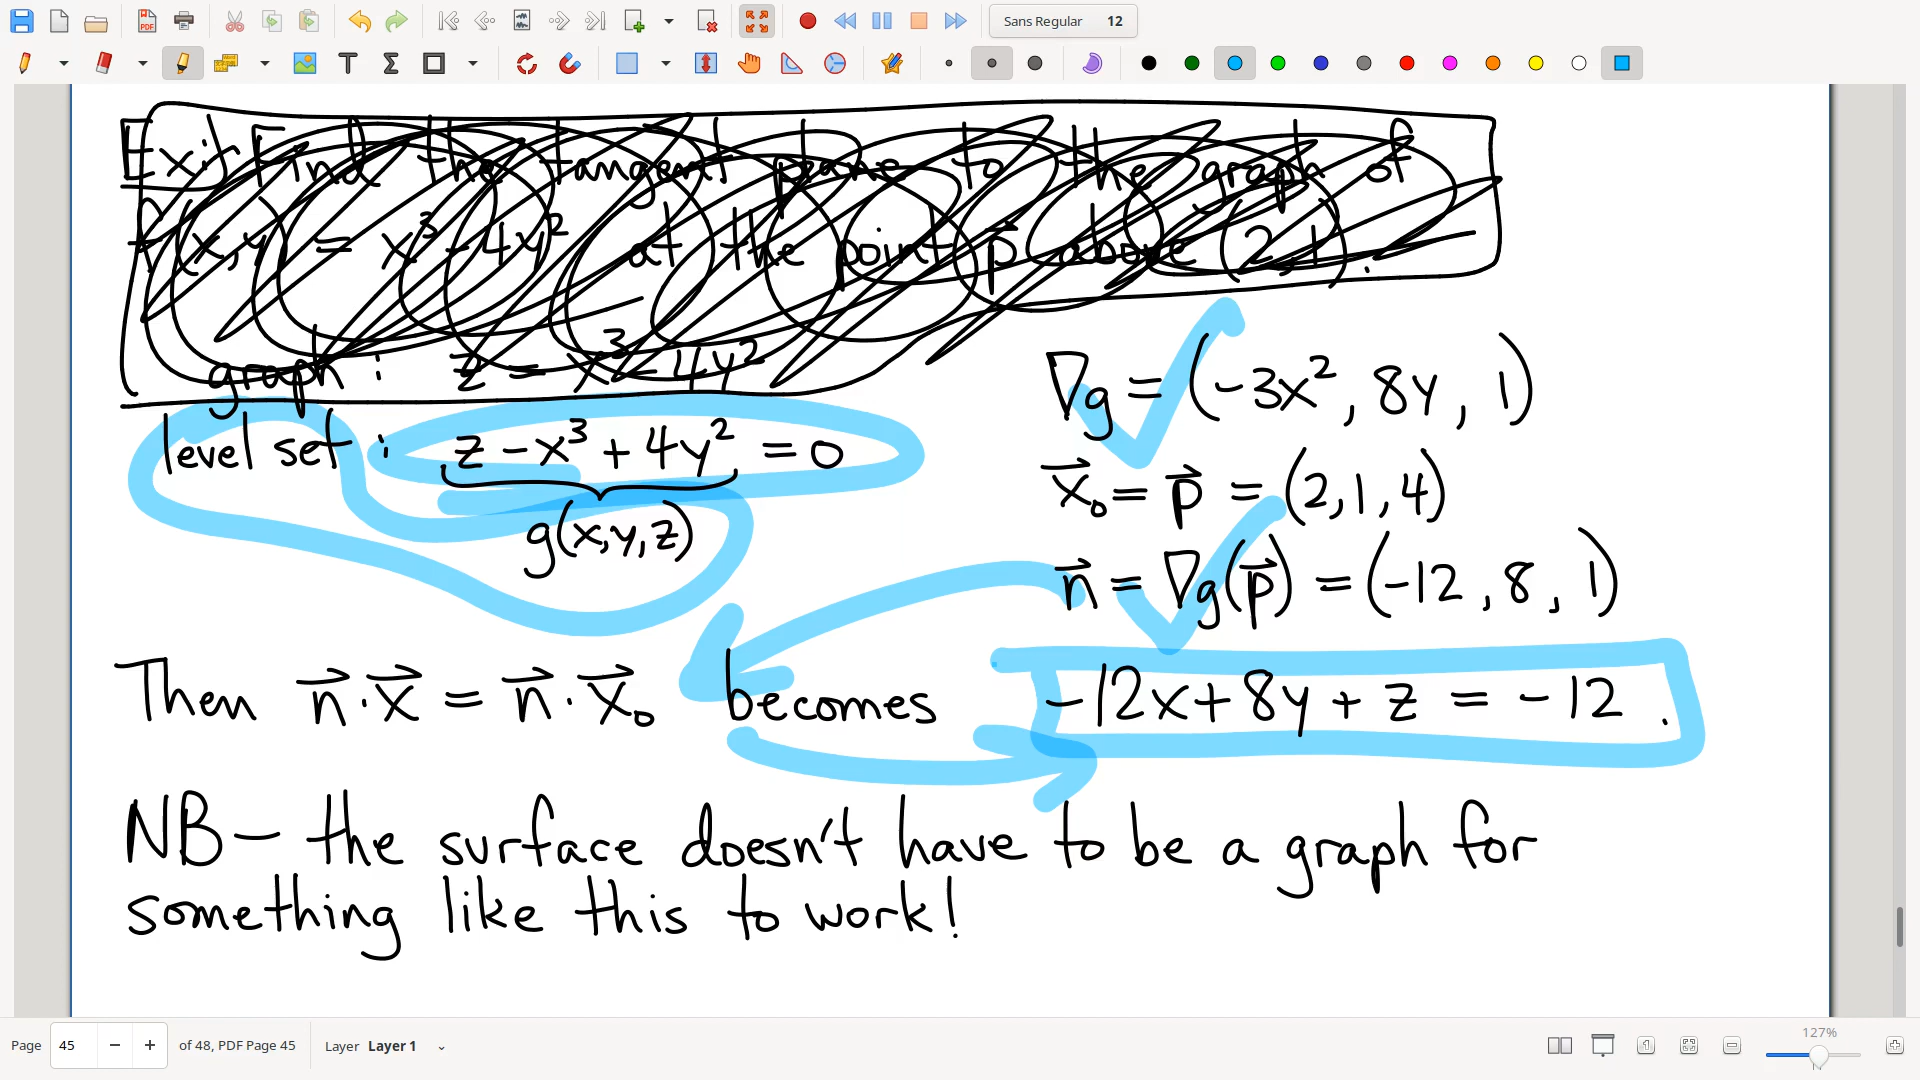 Sans Regular 12
Ex: Find the tangent plane to the graph of
f(x,y) = x³-4y² at the point p⃗ above (2,1).
graph: z = x³-4y²
level set: z-x³+4y² = 0
g(x,y,z)
∇g = (-3x², 8y, 1)
x⃗₀ = p⃗ = (2,1,4)
n⃗ = ∇g(p⃗) = (-12, 8, 1)
Then n⃗·x⃗ = n⃗·x⃗₀ becomes -12x+8y+z = -12.
NB- the surface doesn't have to be a graph for
something like this to work!
Page 45 of 48, PDF Page 45 Layer Layer 1 127%